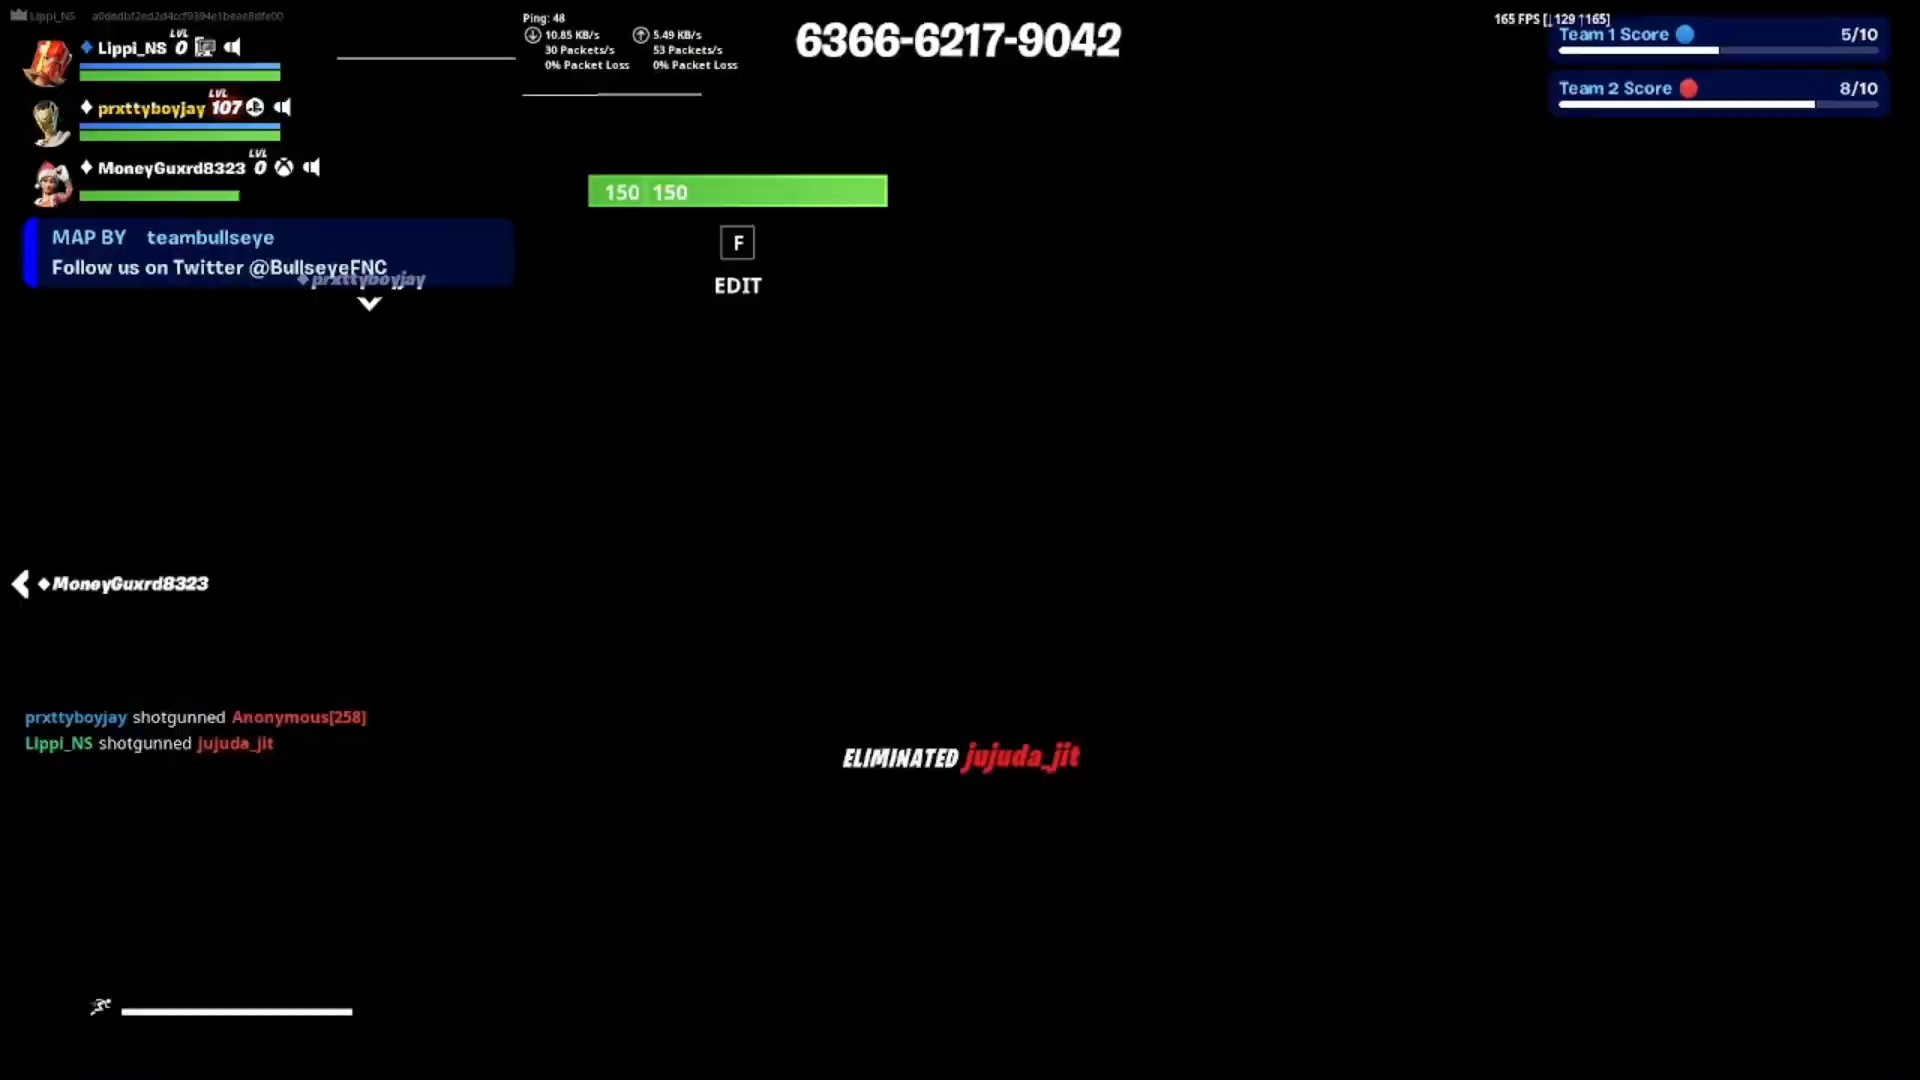 Lippi_NS
Ping: 48
10.85 KB/s 5.49 KB/s
30 Packets/s 53 Packets/s
0% Packet Loss 0% Packet Loss
6366-6217-9042
165 FPS [↓129 ↑165]
Team 1 Score 5/10
Team 2 Score 8/10
LVL
Lippi_NS 0
LVL
prxttyboyjay 107
LVL
MoneyGuxrd8323 0
150 150
F
EDIT
MAP BY teambullseye
Follow us on Twitter @BullseyeFNC
prxttyboyjay
MoneyGuxrd8323
prxttyboyjay shotgunned Anonymous[258]
Lippi_NS shotgunned jujuda_jit
ELIMINATED jujuda_jit